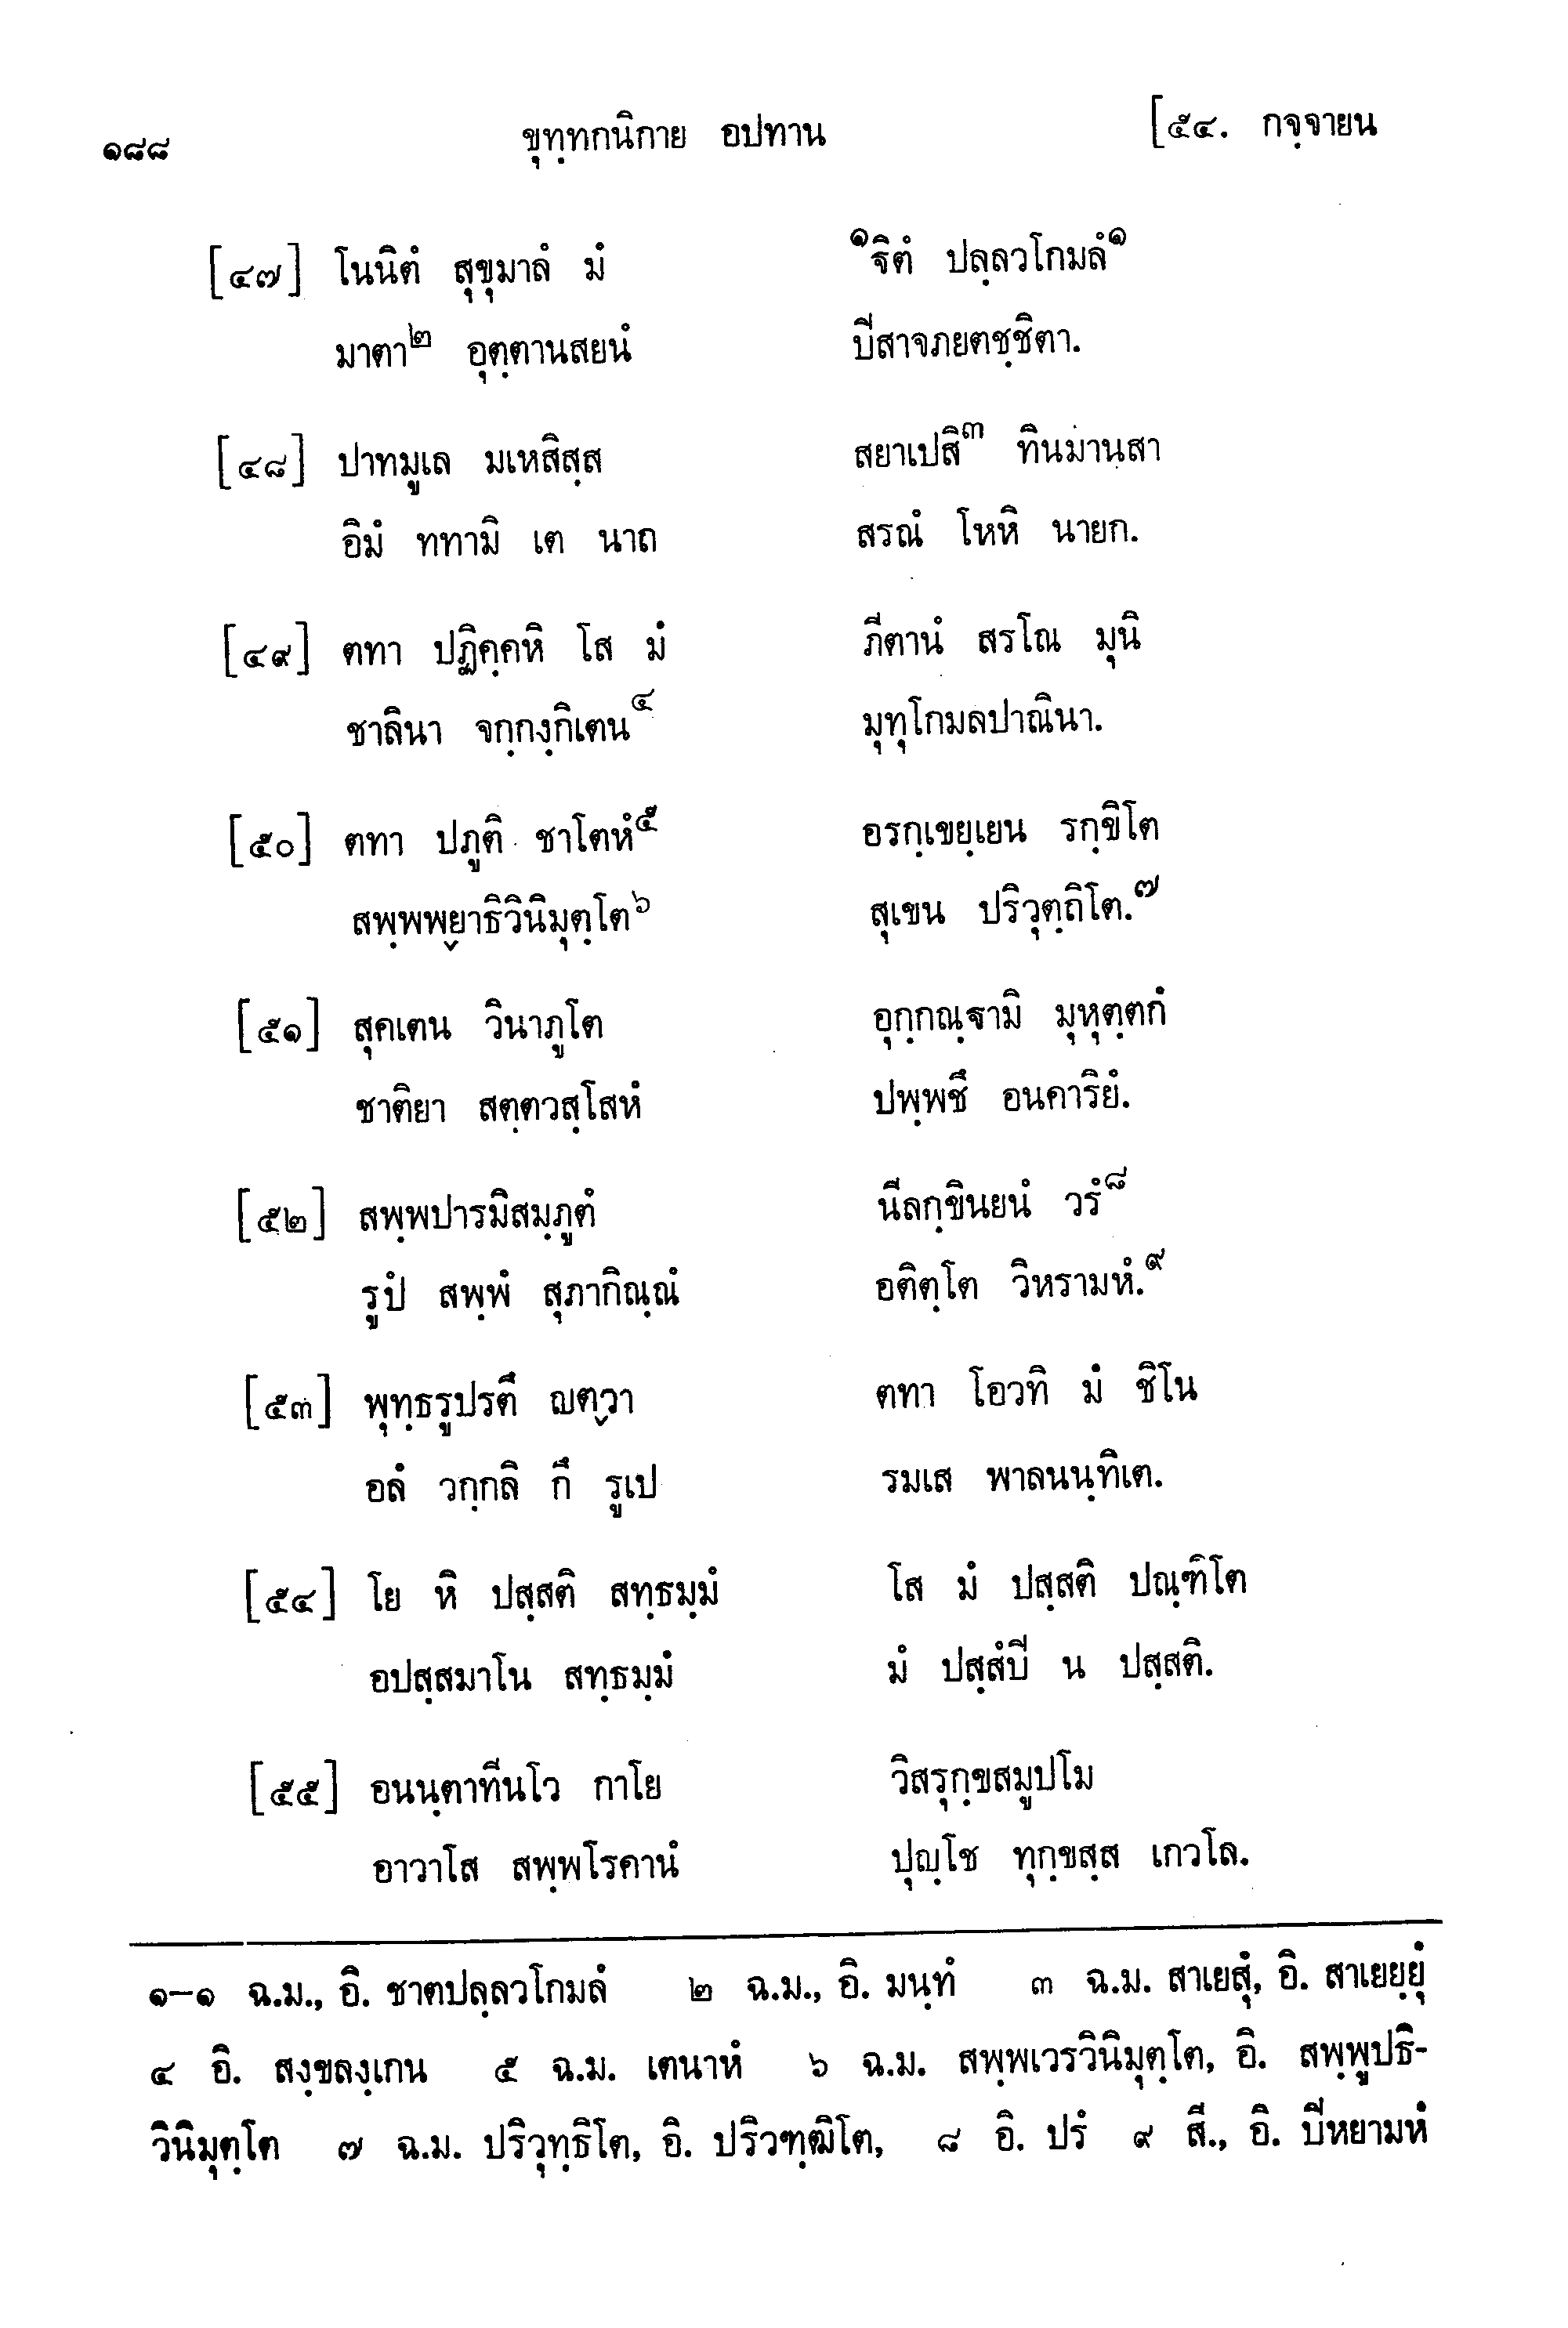 ๑๘๘ ขุทฺทกนิกาย อปทาน [๕๔. กจฺจายน
[๔๗] โนนิตํ สุขุมาลํ มํ ๑ฐิตํ ปลฺลวโกมลํ๑
มาตา๒ อุตฺตานสยนํ ปีสาจภยตชฺชิตา.
[๔๘] ปาทมูเล มเหสิสฺส สยาเปสิ๓ ทินมานสา
อิมํ ททามิ เต นาถ สรณํ โหหิ นายก.
[๔๙] ตทา ปฏิคฺคหิ โส มํ ภีตานํ สรโณ มุนิ
ชาลินา จกฺกงฺกิเตน๔ มุทุโกมลปาณินา.
[๕๐] ตทา ปภูติ ชาโตหํ๕ อรกฺเขยฺเยน รกฺขิโต
สพฺพพฺยาธิวินิมุตฺโต๖ สุเขน ปริวุตฺถิโต.๗
[๕๑] สุคเตน วินาภูโต อุกฺกณฺฐามิ มุหุตฺตกํ
ชาติยา สตฺตวสฺโสหํ ปพฺพชึ อนคาริยํ.
[๕๒] สพฺพปารมิสมฺภูตํ นีลกฺขินยนํ วรํ๘
รูปํ สพฺพํ สุภากิณฺณํ อติตฺโต วิหรามหํ.๙
[๕๓] พุทฺธรูปรตึ ญตฺวา ตทา โอวทิ มํ ชิโน
อลํ วกฺกลิ กึ รูเป รมเส พาลนนฺทิเต.
[๕๔] โย หิ ปสฺสติ สทฺธมฺมํ โส มํ ปสฺสติ ปณฺฑิโต
อปสฺสมาโน สทฺธมฺมํ มํ ปสฺสํปี น ปสฺสติ.
[๕๕] อนนฺตาทีนโว กาโย วิสรุกฺขสมูปโม
อาวาโส สพฺพโรคานํ ปุญฺโช ทุกฺขสฺส เกวโล.
๑–๑ ฉ.ม., อิ. ชาตปลฺลวโกมลํ ๒ ฉ.ม., อิ. มนฺทํ ๓ ฉ.ม. สาเยสุํ, อิ. สาเยยฺยุํ
๔ อิ. สงฺขลงฺเกน ๕ ฉ.ม. เตนาหํ ๖ ฉ.ม. สพฺพเวรวินิมุตฺโต, อิ. สพฺพูปธิ-
วินิมุตฺโต ๗ ฉ.ม. ปริวุทฺธิโต, อิ. ปริวฑฺฒิโต, ๘ อิ. ปรํ ๙ สี., อิ. ปีหยามหํ